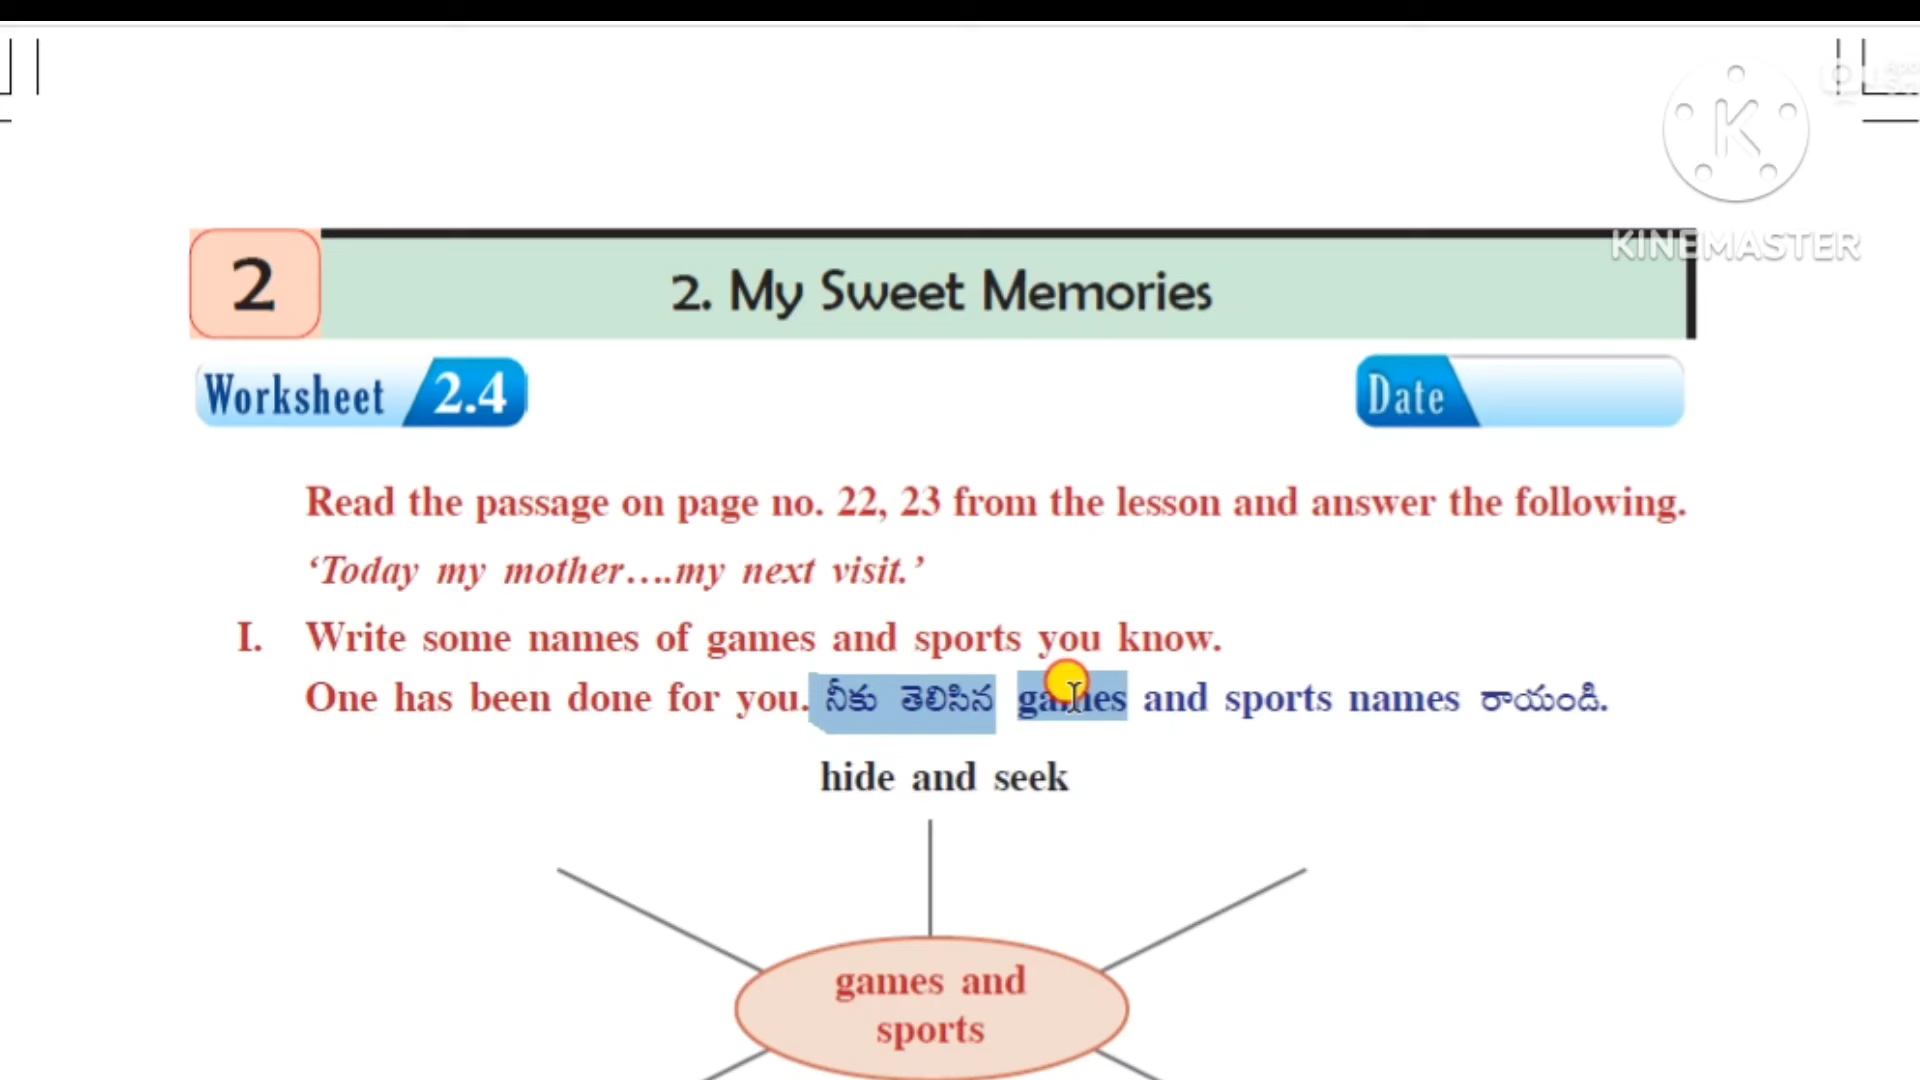 KINEMASTER
2
2. My Sweet Memories
Worksheet 2.4
Date
Read the passage on page no. 22, 23 from the lesson and answer the following.
‘Today my mother….my next visit.’
I. Write some names of games and sports you know.
One has been done for you. నీకు తెలిసిన games and sports names రాయండి.
hide and seek
games and
sports